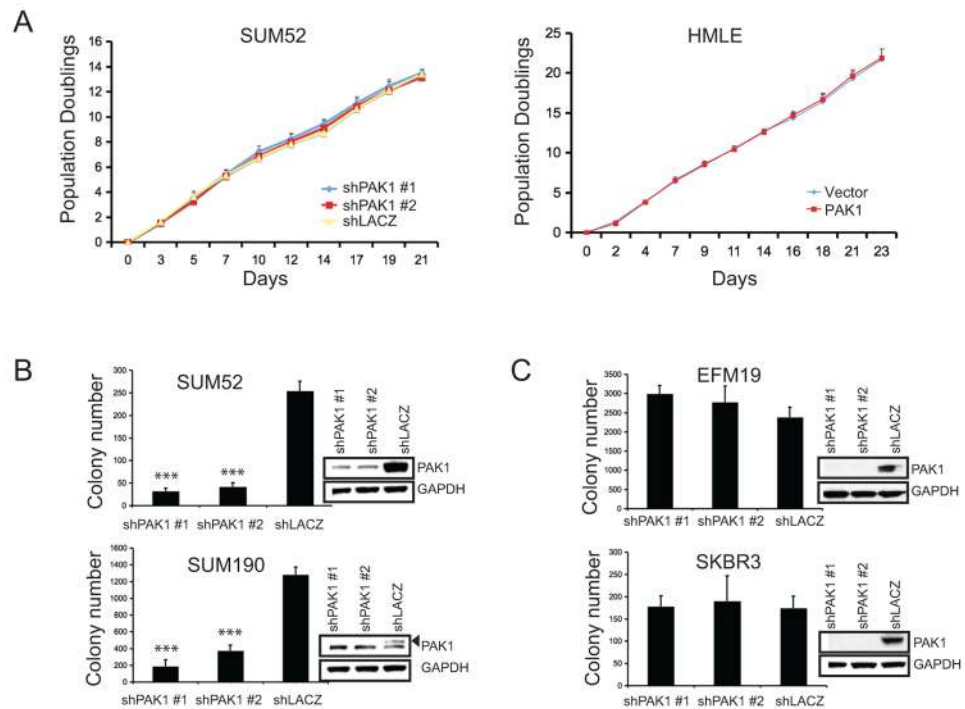 A
SUM52
Population Doublings
16
14
12
10
8
6
4
2
0
0 3 5 7 10 12 14 17 19 21
Days
shPAK1 #1
shPAK1 #2
shLACZ
HMLE
Population Doublings
25
20
15
10
5
0
0 2 4 7 9 11 14 16 18 21 23
Days
Vector
PAK1
B
SUM52
Colony number
300
250
200
150
100
50
0
*** ***
shPAK1 #1 shPAK1 #2 shLACZ
shPAK1 #1
shPAK1 #2
shLACZ
PAK1
GAPDH
SUM190
Colony number
1600
1400
1200
1000
800
600
400
200
0
*** ***
shPAK1 #1 shPAK1 #2 shLACZ
shPAK1 #1
shPAK1 #2
shLACZ
PAK1
GAPDH
C
EFM19
Colony number
3500
3000
2500
2000
1500
1000
500
0
shPAK1 #1 shPAK1 #2 shLACZ
shPAK1 #1
shPAK1 #2
shLACZ
PAK1
GAPDH
SKBR3
Colony number
300
250
200
150
100
50
0
shPAK1 #1 shPAK1 #2 shLACZ
shPAK1 #1
shPAK1 #2
shLACZ
PAK1
GAPDH